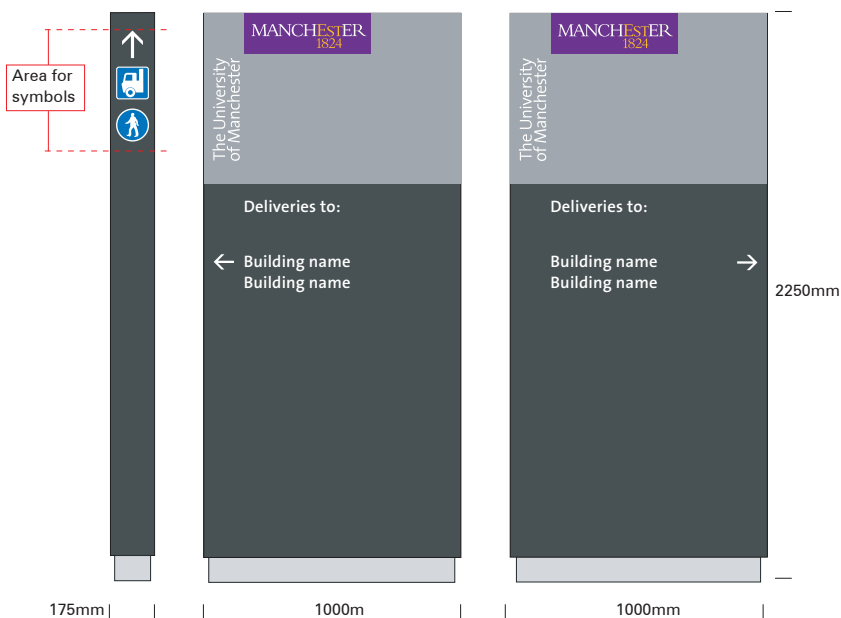 Area for
symbols
MANCHESTER
1824
The University
of Manchester
Deliveries to:
← Building name
Building name
MANCHESTER
1824
The University
of Manchester
Deliveries to:
Building name →
Building name
2250mm
175mm
1000m
1000mm